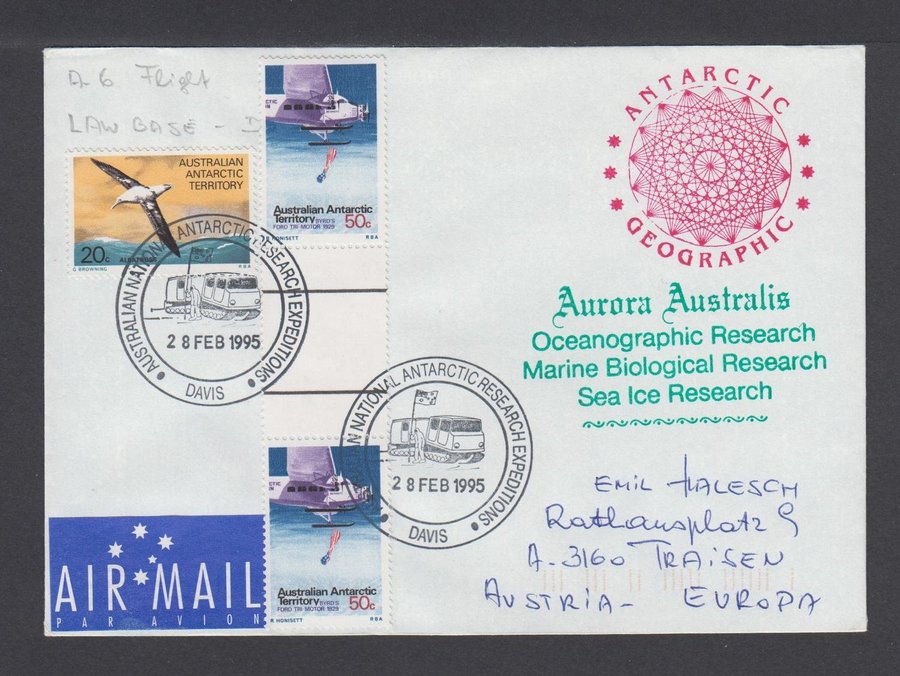 A-6 Flight
LAW BASE - D
AUSTRALIAN
ANTARCTIC
TERRITORY
20c
ALBATROSS
G BROWNING
RBA
Australian Antarctic
Territory BYRD'S
FORD TRI-MOTOR 1929
50c
R HONISETT
RBA
AUSTRALIAN NATIONAL ANTARCTIC RESEARCH EXPEDITIONS
28 FEB 1995
DAVIS
ANTARCTIC
GEOGRAPHIC
Aurora Australis
Oceanographic Research
Marine Biological Research
Sea Ice Research
AN NATIONAL ANTARCTIC RESEARCH EXPEDITIONS
28 FEB 1995
DAVIS
Australian Antarctic
Territory BYRD'S
FORD TRI-MOTOR 1929
50c
R HONISETT
RBA
EMIL HALESCH
Rathausplatz 9
A-3160 TRAISEN
AUSTRIA- EUROPA
AIR MAIL
PAR AVION